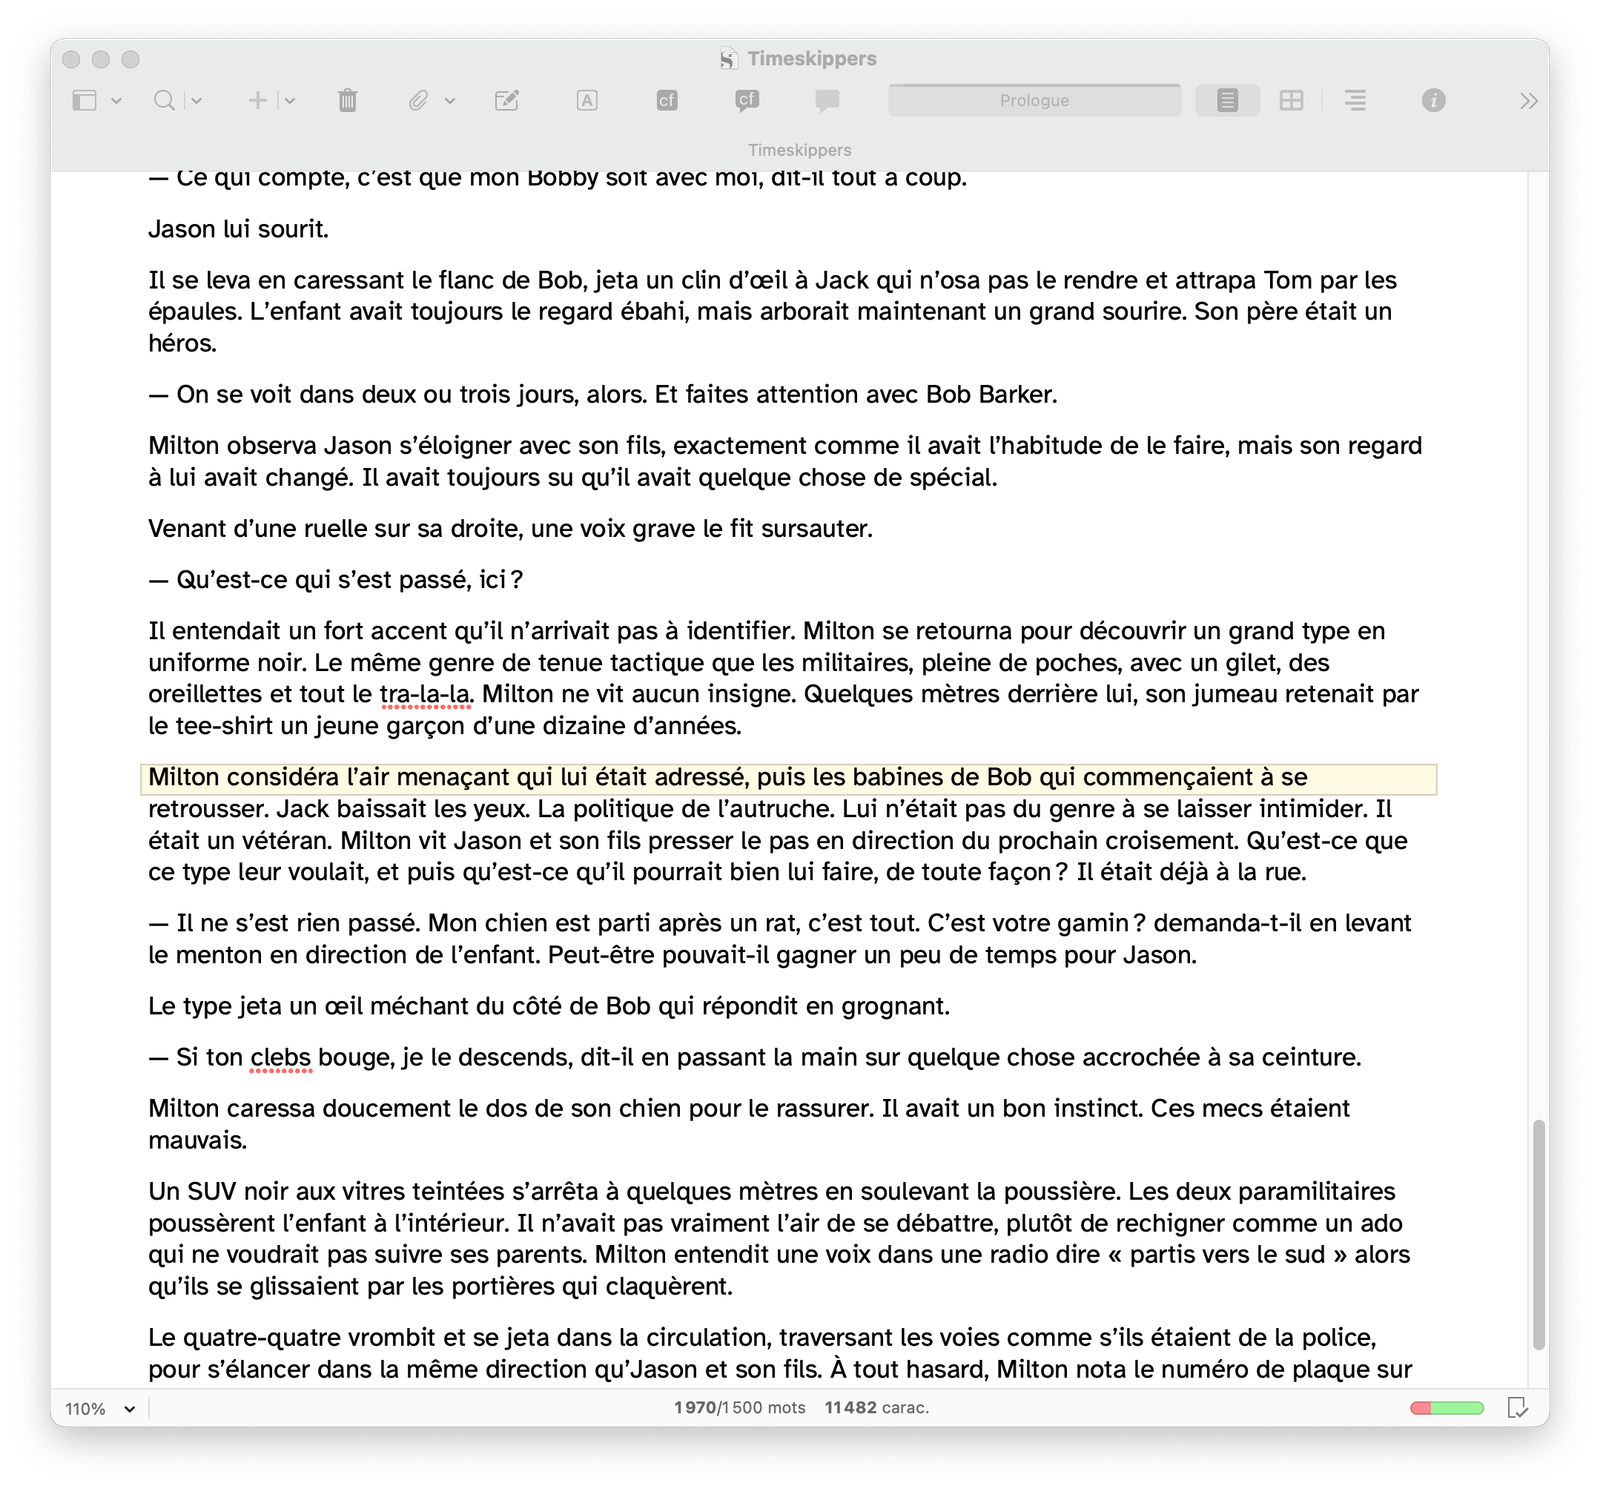 Timeskippers
Prologue
Timeskippers
— Ce qui compte, c’est que mon Bobby soit avec moi, dit-il tout à coup.
Jason lui sourit.
Il se leva en caressant le flanc de Bob, jeta un clin d’œil à Jack qui n’osa pas le rendre et attrapa Tom par les
épaules. L’enfant avait toujours le regard ébahi, mais arborait maintenant un grand sourire. Son père était un
héros.
— On se voit dans deux ou trois jours, alors. Et faites attention avec Bob Barker.
Milton observa Jason s’éloigner avec son fils, exactement comme il avait l’habitude de le faire, mais son regard
à lui avait changé. Il avait toujours su qu’il avait quelque chose de spécial.
Venant d’une ruelle sur sa droite, une voix grave le fit sursauter.
— Qu’est-ce qui s’est passé, ici ?
Il entendait un fort accent qu’il n’arrivait pas à identifier. Milton se retourna pour découvrir un grand type en
uniforme noir. Le même genre de tenue tactique que les militaires, pleine de poches, avec un gilet, des
oreillettes et tout le tra-la-la. Milton ne vit aucun insigne. Quelques mètres derrière lui, son jumeau retenait par
le tee-shirt un jeune garçon d’une dizaine d’années.
Milton considéra l’air menaçant qui lui était adressé, puis les babines de Bob qui commençaient à se
retrousser. Jack baissait les yeux. La politique de l’autruche. Lui n’était pas du genre à se laisser intimider. Il
était un vétéran. Milton vit Jason et son fils presser le pas en direction du prochain croisement. Qu’est-ce que
ce type leur voulait, et puis qu’est-ce qu’il pourrait bien lui faire, de toute façon ? Il était déjà à la rue.
— Il ne s’est rien passé. Mon chien est parti après un rat, c’est tout. C’est votre gamin ? demanda-t-il en levant
le menton en direction de l’enfant. Peut-être pouvait-il gagner un peu de temps pour Jason.
Le type jeta un œil méchant du côté de Bob qui répondit en grognant.
— Si ton clebs bouge, je le descends, dit-il en passant la main sur quelque chose accrochée à sa ceinture.
Milton caressa doucement le dos de son chien pour le rassurer. Il avait un bon instinct. Ces mecs étaient
mauvais.
Un SUV noir aux vitres teintées s’arrêta à quelques mètres en soulevant la poussière. Les deux paramilitaires
poussèrent l’enfant à l’intérieur. Il n’avait pas vraiment l’air de se débattre, plutôt de rechigner comme un ado
qui ne voudrait pas suivre ses parents. Milton entendit une voix dans une radio dire « partis vers le sud » alors
qu’ils se glissaient par les portières qui claquèrent.
Le quatre-quatre vrombit et se jeta dans la circulation, traversant les voies comme s’ils étaient de la police,
pour s’élancer dans la même direction qu’Jason et son fils. À tout hasard, Milton nota le numéro de plaque sur
110% 1 970/1 500 mots 11 482 carac.